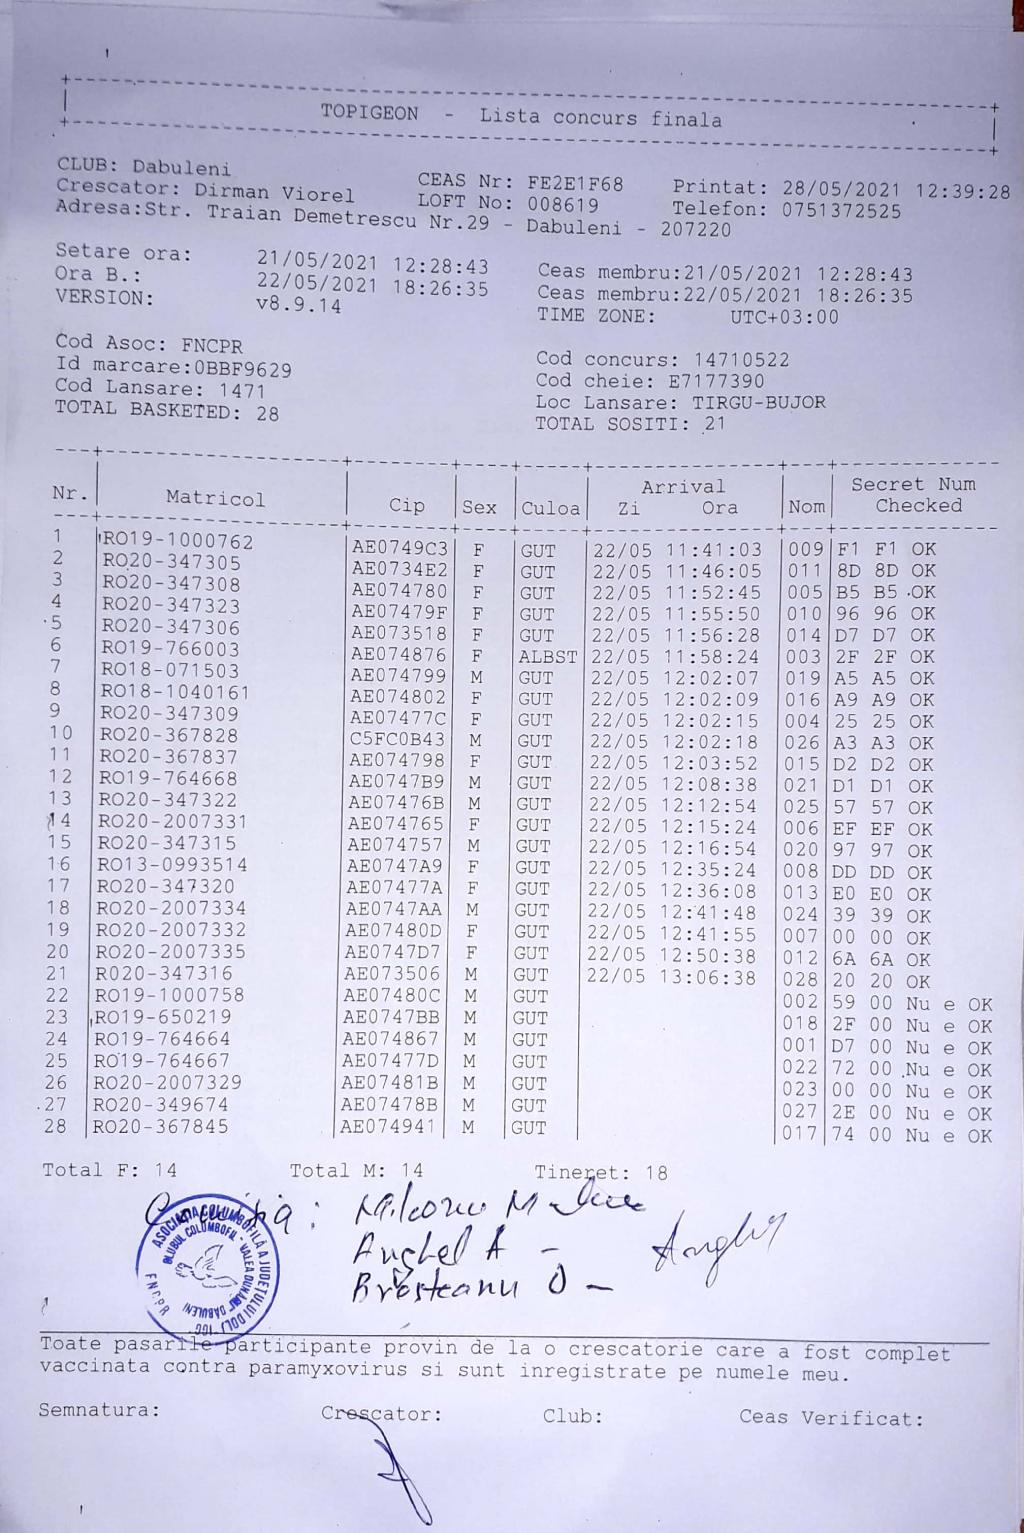 TOPIGEON - Lista concurs finala
CLUB: Dabuleni CEAS Nr: FE2E1F68 Printat: 28/05/2021 12:39:28
Crescator: Dirman Viorel LOFT No: 008619 Telefon: 0751372525
Adresa:Str. Traian Demetrescu Nr.29 - Dabuleni - 207220
Setare ora: 21/05/2021 12:28:43 Ceas membru:21/05/2021 12:28:43
Ora B.: 22/05/2021 18:26:35 Ceas membru:22/05/2021 18:26:35
VERSION: v8.9.14 TIME ZONE: UTC+03:00
Cod Asoc: FNCPR Cod concurs: 14710522
Id marcare:0BBF9629 Cod cheie: E7177390
Cod Lansare: 1471 Loc Lansare: TIRGU-BUJOR
TOTAL BASKETED: 28 TOTAL SOSITI: 21
Arrival Secret Num
Nr. Matricol Cip Sex Culoa Zi Ora Nom Checked
1 RO19-1000762 AE0749C3 F GUT 22/05 11:41:03 009 F1 F1 OK
2 RO20-347305 AE0734E2 F GUT 22/05 11:46:05 011 8D 8D OK
3 RO20-347308 AE074780 F GUT 22/05 11:52:45 005 B5 B5 OK
4 RO20-347323 AE07479F F GUT 22/05 11:55:50 010 96 96 OK
5 RO20-347306 AE073518 F GUT 22/05 11:56:28 014 D7 D7 OK
6 RO19-766003 AE074876 F ALBST 22/05 11:58:24 003 2F 2F OK
7 RO18-071503 AE074799 M GUT 22/05 12:02:07 019 A5 A5 OK
8 RO18-1040161 AE074802 F GUT 22/05 12:02:09 016 A9 A9 OK
9 RO20-347309 AE07477C F GUT 22/05 12:02:15 004 25 25 OK
10 RO20-367828 C5FC0B43 M GUT 22/05 12:02:18 026 A3 A3 OK
11 RO20-367837 AE074798 F GUT 22/05 12:03:52 015 D2 D2 OK
12 RO19-764668 AE0747B9 M GUT 22/05 12:08:38 021 D1 D1 OK
13 RO20-347322 AE07476B M GUT 22/05 12:12:54 025 57 57 OK
14 RO20-2007331 AE074765 F GUT 22/05 12:15:24 006 EF EF OK
15 RO20-347315 AE074757 M GUT 22/05 12:16:54 020 97 97 OK
16 RO13-0993514 AE0747A9 F GUT 22/05 12:35:24 008 DD DD OK
17 RO20-347320 AE07477A F GUT 22/05 12:36:08 013 E0 E0 OK
18 RO20-2007334 AE0747AA M GUT 22/05 12:41:48 024 39 39 OK
19 RO20-2007332 AE07480D F GUT 22/05 12:41:55 007 00 00 OK
20 RO20-2007335 AE0747D7 F GUT 22/05 12:50:38 012 6A 6A OK
21 RO20-347316 AE073506 M GUT 22/05 13:06:38 028 20 20 OK
22 RO19-1000758 AE07480C M GUT 002 59 00 Nu e OK
23 RO19-650219 AE0747BB M GUT 018 2F 00 Nu e OK
24 RO19-764664 AE074867 M GUT 001 D7 00 Nu e OK
25 RO19-764667 AE07477D M GUT 022 72 00 Nu e OK
26 RO20-2007329 AE07481B M GUT 023 00 00 Nu e OK
27 RO20-349674 AE07478B M GUT 027 2E 00 Nu e OK
28 RO20-367845 AE074941 M GUT 017 74 00 Nu e OK
Total F: 14 Total M: 14 Tineret: 18
Anghel A -
Brosteanu O -
ASOCIATIA COLUMBOFILĂ A JUDEȚULUI DOLJ
CLUBUL COLUMBOFIL - VALEA DUNĂRII DABULENI
FNCPR
Toate pasarile participante provin de la o crescatorie care a fost complet
vaccinata contra paramyxovirus si sunt inregistrate pe numele meu.
Semnatura: Crescator: Club: Ceas Verificat: